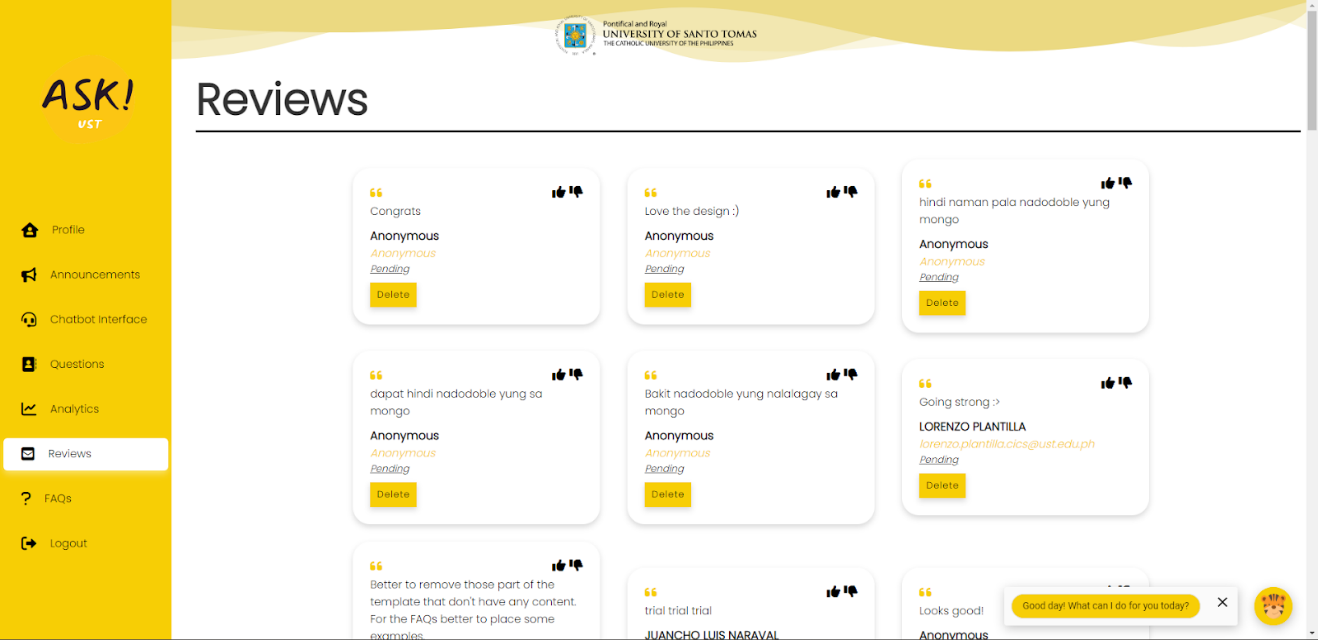 Pontifical and Royal
UNIVERSITY OF SANTO TOMAS
THE CATHOLIC UNIVERSITY OF THE PHILIPPINES
ASK!
UST
Profile
Announcements
Chatbot Interface
Questions
Analytics
Reviews
FAQs
Logout
Reviews
Congrats
Anonymous
Anonymous
Pending
Delete
Love the design :)
Anonymous
Anonymous
Pending
Delete
hindi naman pala nadodoble yung
mongo
Anonymous
Anonymous
Pending
Delete
dapat hindi nadodoble yung sa
mongo
Anonymous
Anonymous
Pending
Delete
Bakit nadodoble yung nalalagay sa
mongo
Anonymous
Anonymous
Pending
Delete
Going strong :>
LORENZO PLANTILLA
lorenzo.plantilla.cics@ust.edu.ph
Pending
Delete
Better to remove those part of the
template that don't have any content.
For the FAQs better to place some
examples.
trial trial trial
JUANCHO LUIS NARAVAL
Looks good!
Anonymous
Good day! What can I do for you today?